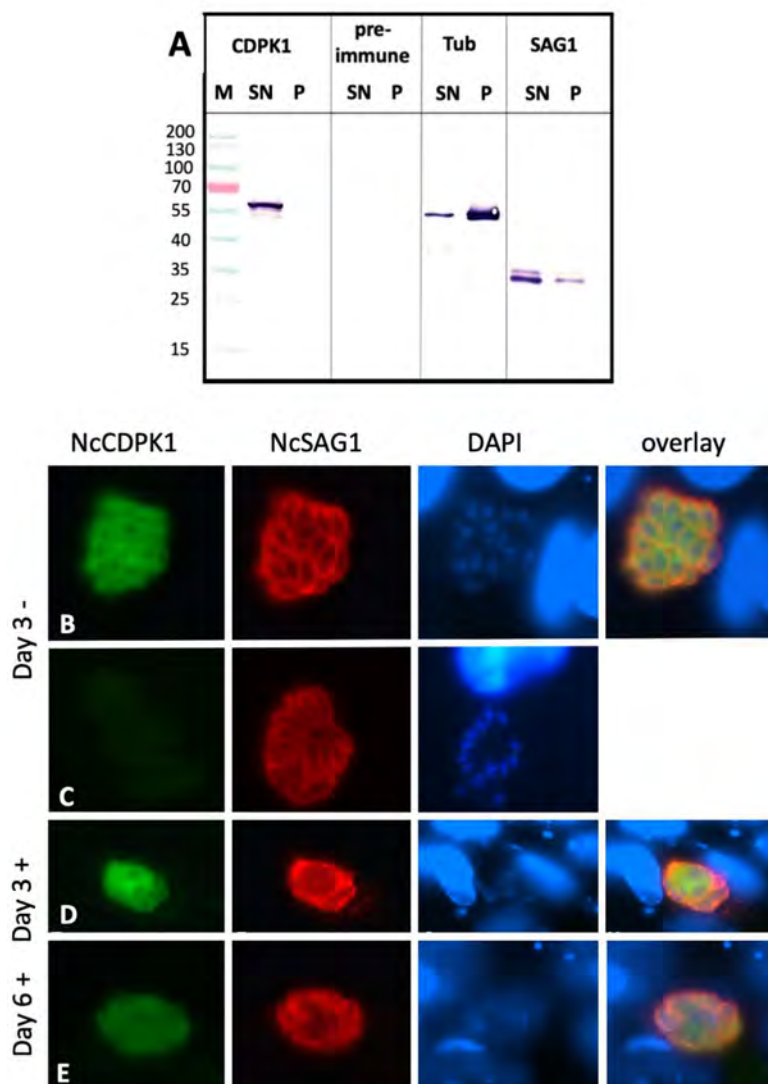 A
CDPK1 pre-immune Tub SAG1
M SN P SN P SN P SN P
200
130
100
70
55
40
35
25
15
NcCDPK1 NcSAG1 DAPI overlay
Day 3 -
B
C
Day 3 +
D
Day 6 +
E